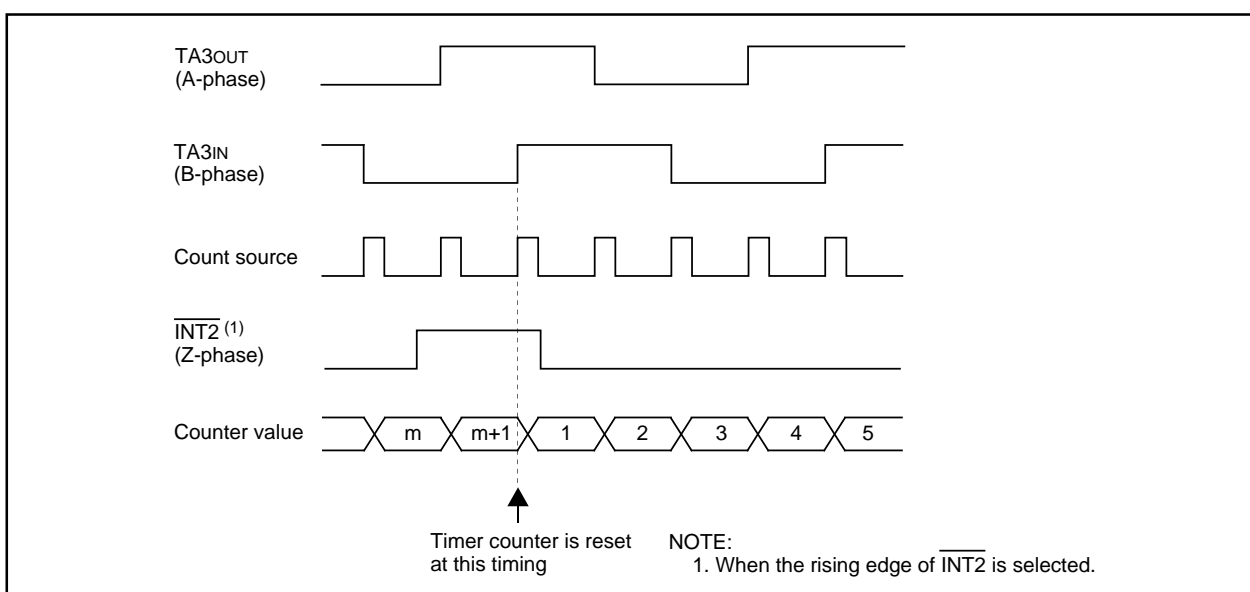 TA3OUT
(A-phase)
TA3IN
(B-phase)
Count source
INT2 (1)
(Z-phase)
Counter value
m m+1 1 2 3 4 5
Timer counter is reset
at this timing
NOTE:
1. When the rising edge of INT2 is selected.